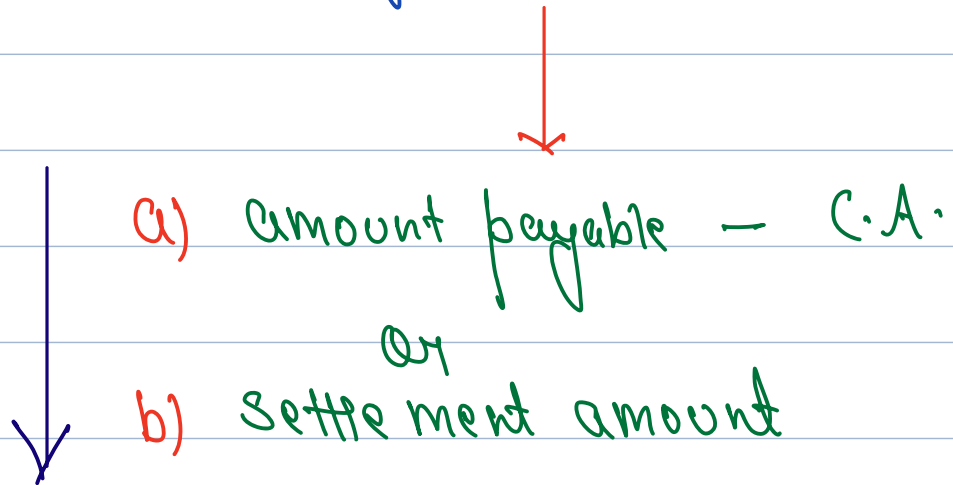 a) amount payable — C.A.
or
b) settlement amount